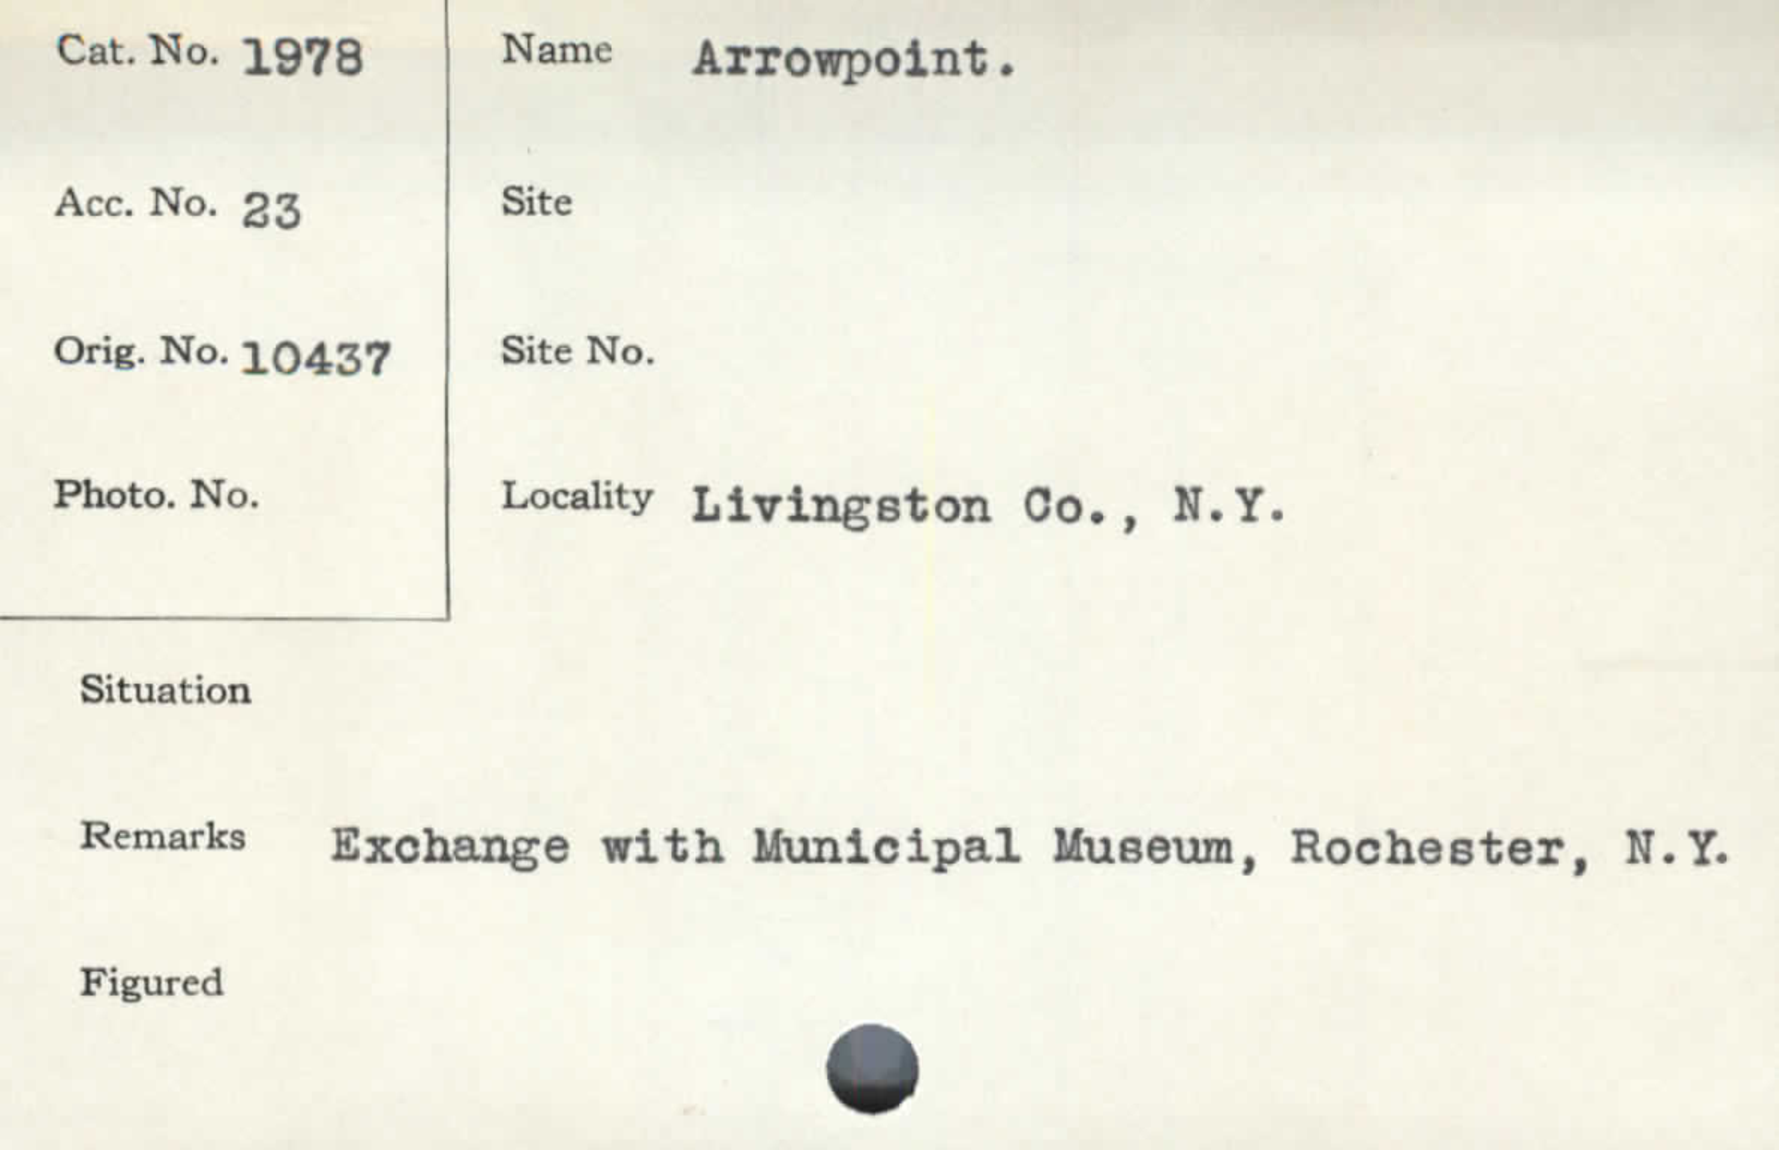 Cat. No. 1978
Name Arrowpoint.
Acc. No. 23
Site
Orig. No. 10437
Site No.
Photo. No.
Locality Livingston Co., N.Y.
Situation
Remarks Exchange with Municipal Museum, Rochester, N.Y.
Figured